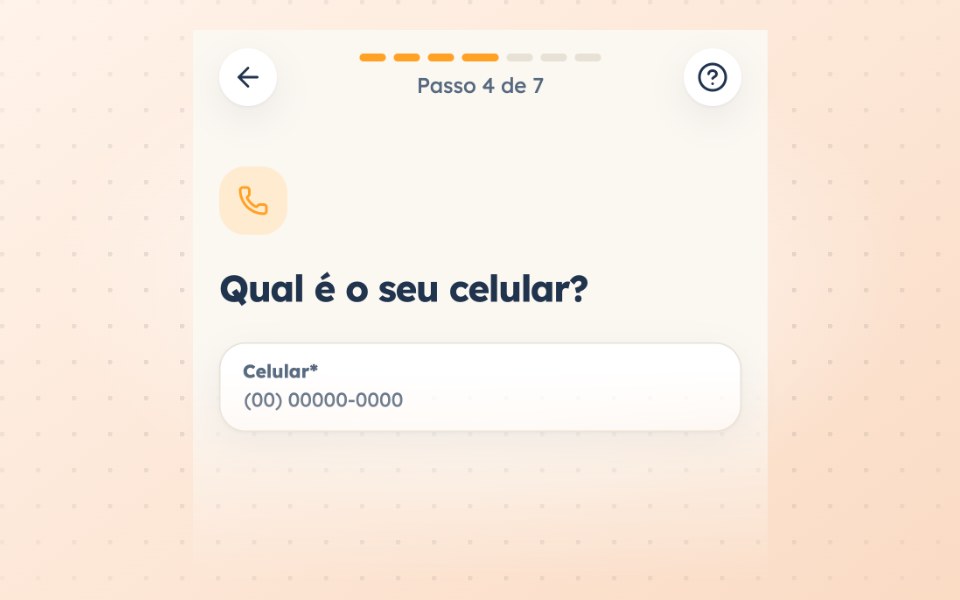 Passo 4 de 7
Qual é o seu celular?
Celular*
(00) 00000-0000